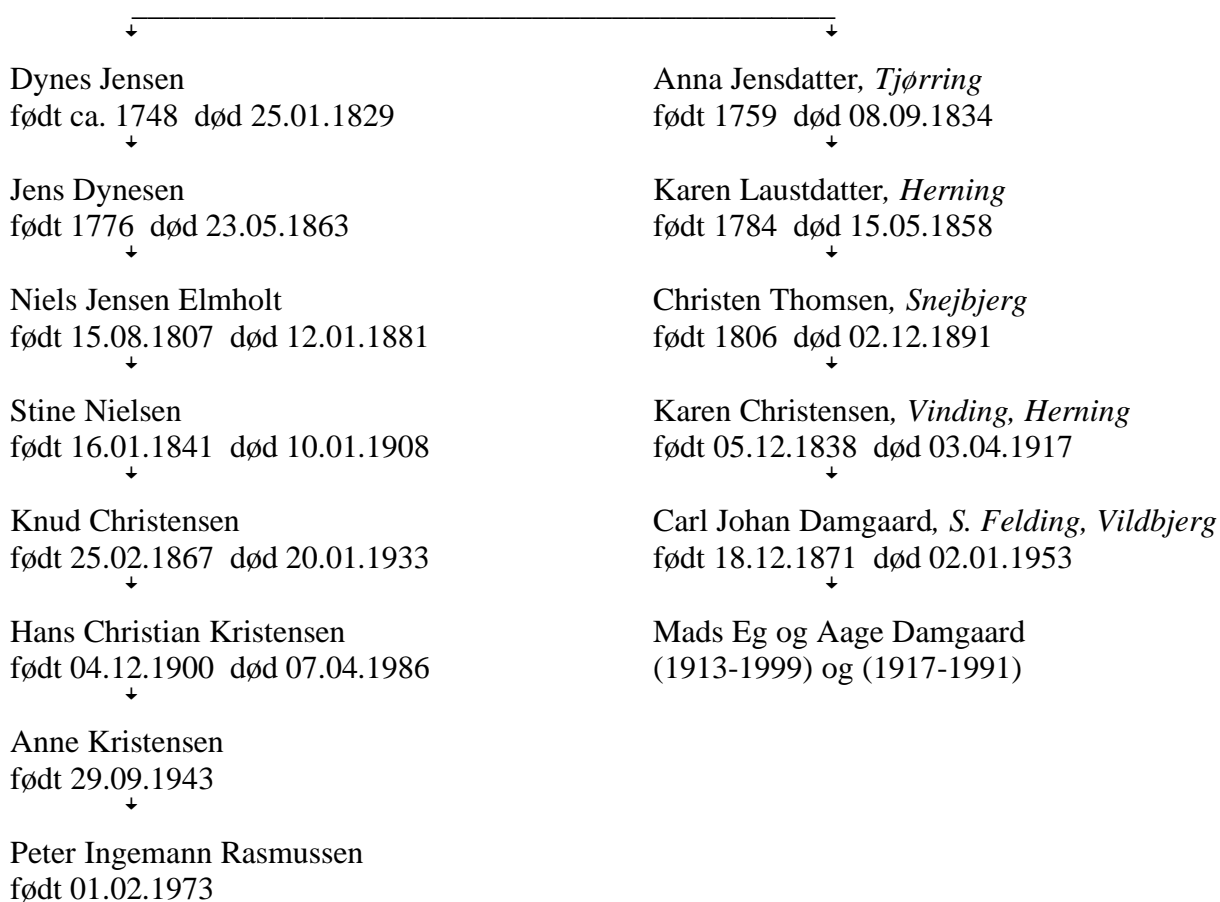 Dynes Jensen
født ca. 1748 død 25.01.1829
Jens Dynesen
født 1776 død 23.05.1863
Niels Jensen Elmholt
født 15.08.1807 død 12.01.1881
Stine Nielsen
født 16.01.1841 død 10.01.1908
Knud Christensen
født 25.02.1867 død 20.01.1933
Hans Christian Kristensen
født 04.12.1900 død 07.04.1986
Anne Kristensen
født 29.09.1943
Peter Ingemann Rasmussen
født 01.02.1973
Anna Jensdatter, Tjørring
født 1759 død 08.09.1834
Karen Laustdatter, Herning
født 1784 død 15.05.1858
Christen Thomsen, Snejbjerg
født 1806 død 02.12.1891
Karen Christensen, Vinding, Herning
født 05.12.1838 død 03.04.1917
Carl Johan Damgaard, S. Felding, Vildbjerg
født 18.12.1871 død 02.01.1953
Mads Eg og Aage Damgaard
(1913-1999) og (1917-1991)